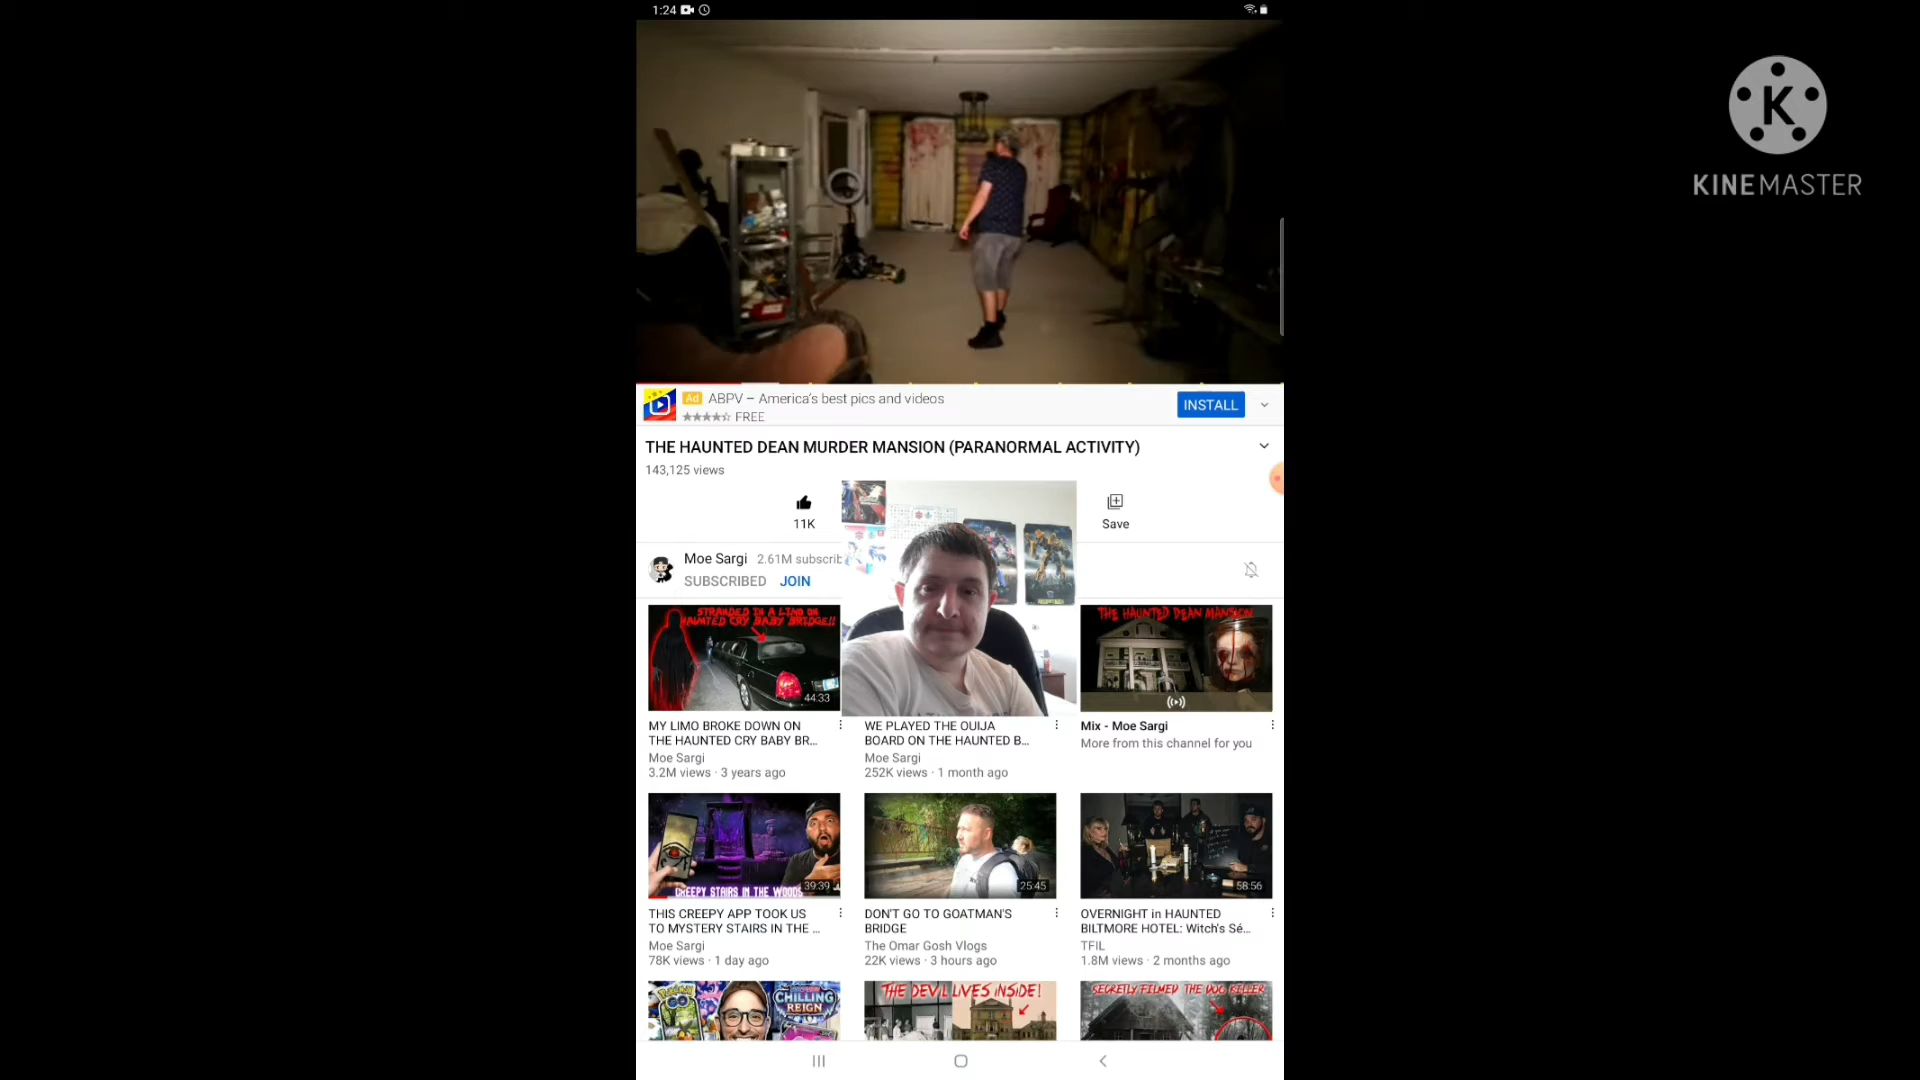 1:24
KINEMASTER
Ad ABPV – America's best pics and videos
FREE
INSTALL
THE HAUNTED DEAN MURDER MANSION (PARANORMAL ACTIVITY)
143,125 views
11K
Save
Moe Sargi 2.61M subscrib
SUBSCRIBED JOIN
STRANDED IN A LIMO ON
HAUNTED CRY BABY BRIDGE!!
44:33
THE HAUNTED DEAN MANSION
MY LIMO BROKE DOWN ON
THE HAUNTED CRY BABY BR...
Moe Sargi
3.2M views · 3 years ago
WE PLAYED THE OUIJA
BOARD ON THE HAUNTED B...
Moe Sargi
252K views · 1 month ago
Mix - Moe Sargi
More from this channel for you
CREEPY STAIRS IN THE WOODS
39:39
25:45
58:56
THIS CREEPY APP TOOK US
TO MYSTERY STAIRS IN THE ...
Moe Sargi
78K views · 1 day ago
DON'T GO TO GOATMAN'S
BRIDGE
The Omar Gosh Vlogs
22K views · 3 hours ago
OVERNIGHT in HAUNTED
BILTMORE HOTEL: Witch's Sé...
TFIL
1.8M views · 2 months ago
POKÉMON
GO
CHILLING
REIGN
THE DEVIL LIVES INSIDE!
SECRETLY FILMED THE DOG KILLER